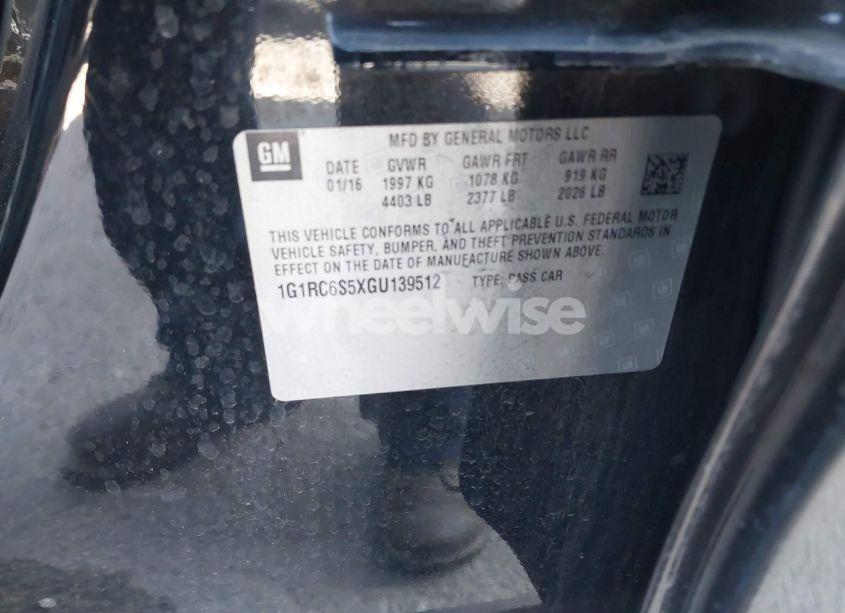 GM
MFD BY GENERAL MOTORS LLC
DATE GVWR GAWR FRT GAWR RR
01/16 1997 KG 1078 KG 919 KG
4403 LB 2377 LB 2026 LB
THIS VEHICLE CONFORMS TO ALL APPLICABLE U.S. FEDERAL MOTOR
VEHICLE SAFETY, BUMPER, AND THEFT PREVENTION STANDARDS IN
EFFECT ON THE DATE OF MANUFACTURE SHOWN ABOVE.
1G1RC6S5XGU139512 TYPE: PASS CAR
wheelwise